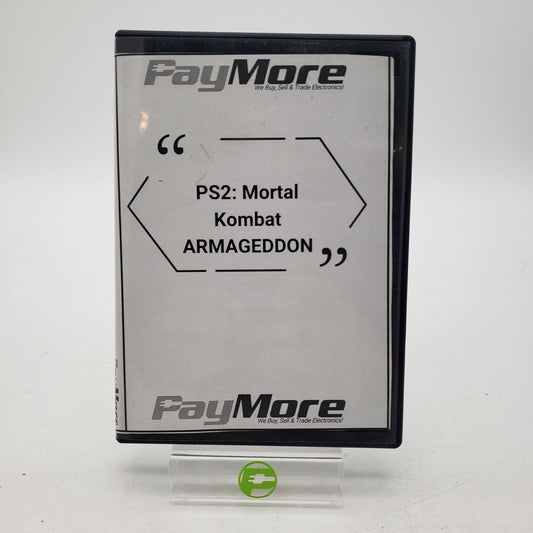 PayMore
We Buy, Sell & Trade Electronics!
“
PS2: Mortal
Kombat
ARMAGEDDON
”
PayMore
We Buy, Sell & Trade Electronics!